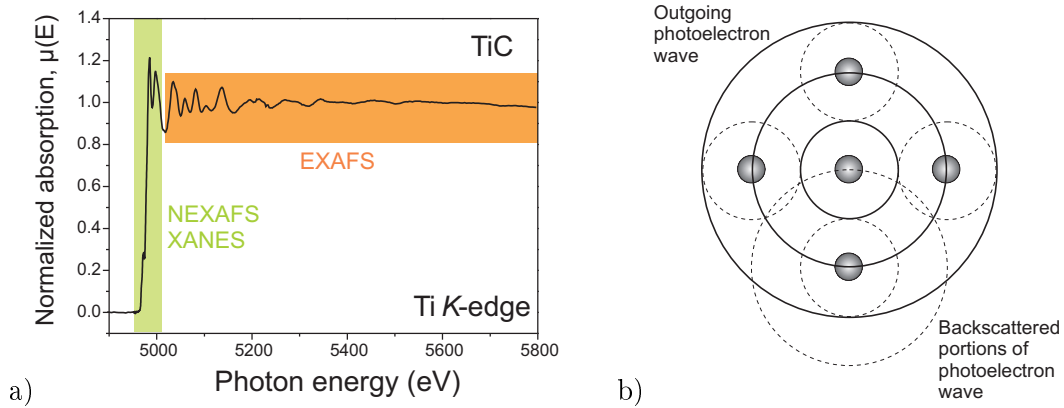 Normalized absorption, μ(E)
1.4
1.2
1.0
0.8
0.6
0.4
0.2
0.0
TiC
EXAFS
NEXAFS
XANES
Ti K-edge
5000
5200
5400
5600
5800
Photon energy (eV)
a)
Outgoing
photoelectron
wave
Backscattered
portions of
photoelectron
wave
b)